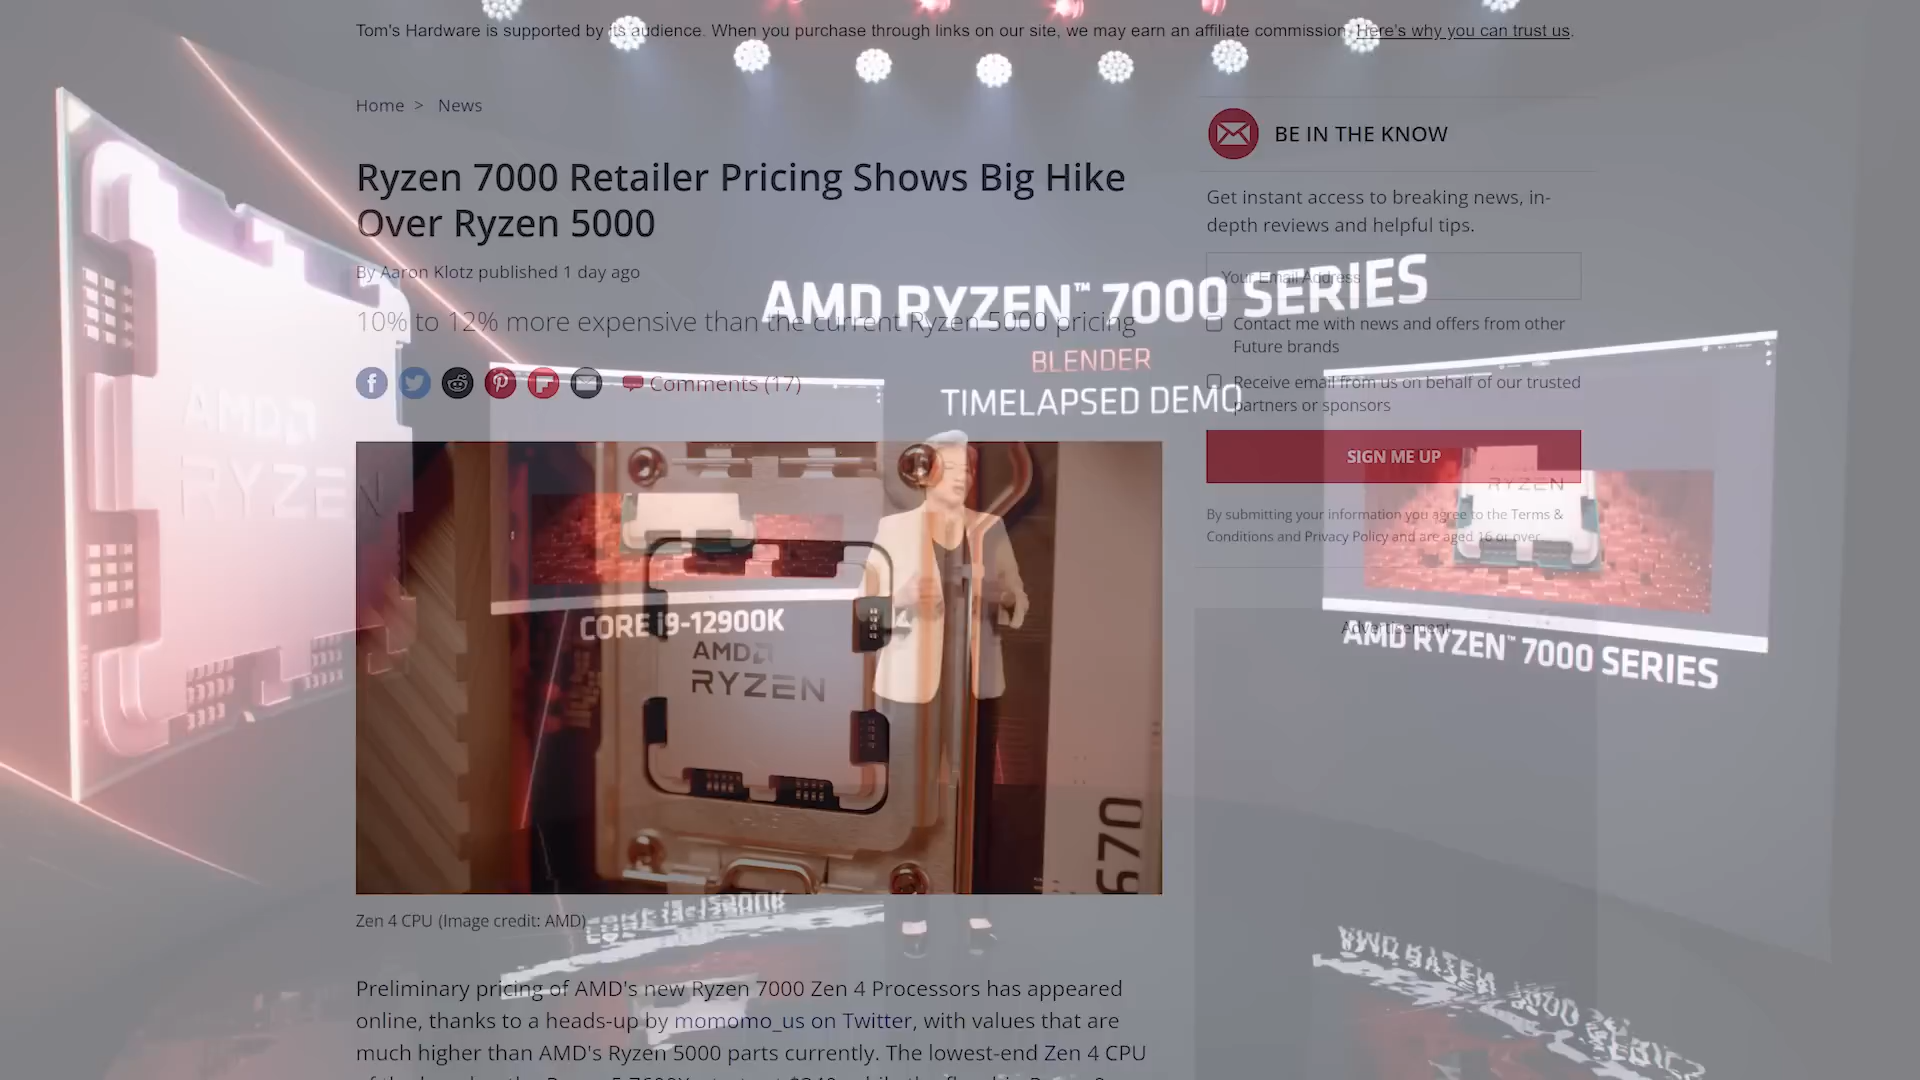 Tom's Hardware is supported by its audience. When you purchase through links on our site, we may earn an affiliate commission. Here's why you can trust us.
Home > News
BE IN THE KNOW
Ryzen 7000 Retailer Pricing Shows Big Hike
Over Ryzen 5000
Get instant access to breaking news, in-
depth reviews and helpful tips.
By Aaron Klotz published 1 day ago
Your Email Address
AMD RYZEN™ 7000 SERIES
10% to 12% more expensive than the current Ryzen 5000 pricing
Contact me with news and offers from other
Future brands
BLENDER
TIMELAPSED DEMO
Comments (17)
Receive email from us on behalf of our trusted
partners or sponsors
SIGN ME UP
AMD
RYZEN
RYZEN
By submitting your information you agree to the Terms &
Conditions and Privacy Policy and are aged 16 or over.
CORE i9-12900K
Advertisement
AMD RYZEN™ 7000 SERIES
AMD
RYZEN
670
Zen 4 CPU (Image credit: AMD)
Preliminary pricing of AMD's new Ryzen 7000 Zen 4 Processors has appeared
online, thanks to a heads-up by momomo_us on Twitter, with values that are
much higher than AMD's Ryzen 5000 parts currently. The lowest-end Zen 4 CPU